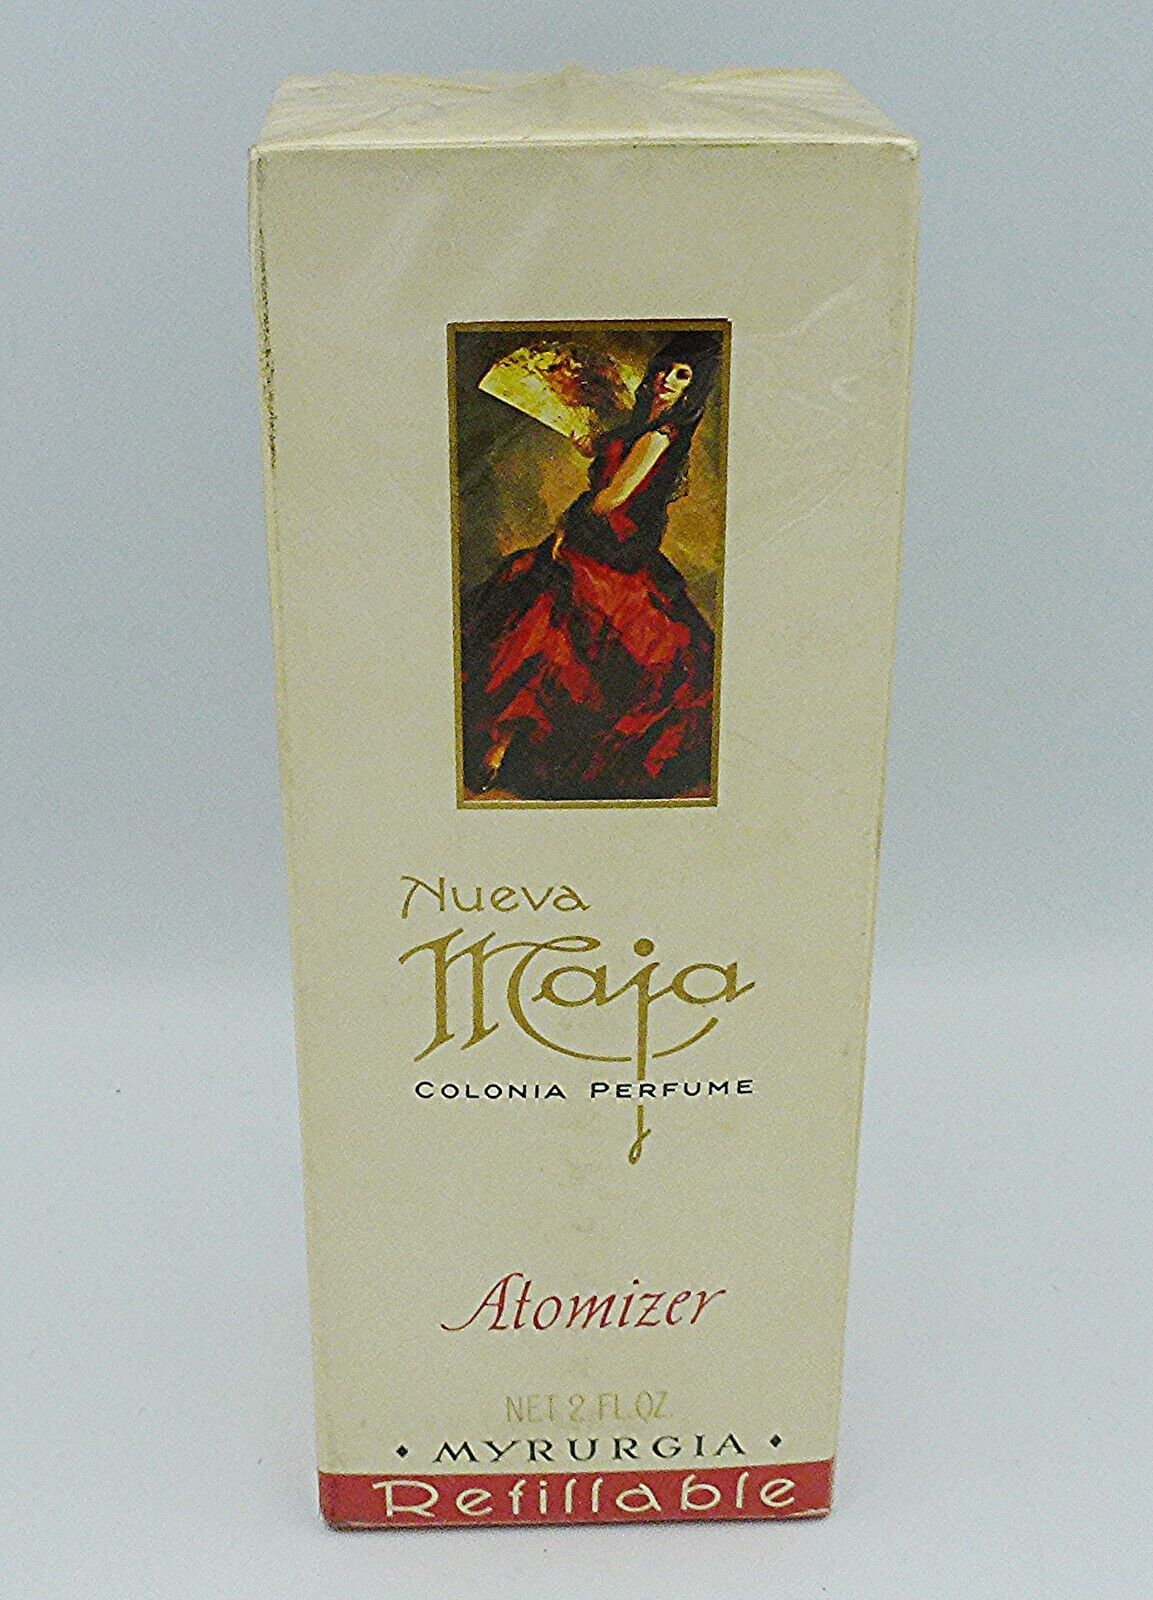 Nueva
Maja
COLONIA PERFUME
Atomizer
NET 2 FL.OZ.
• MYRURGIA •
Refillable